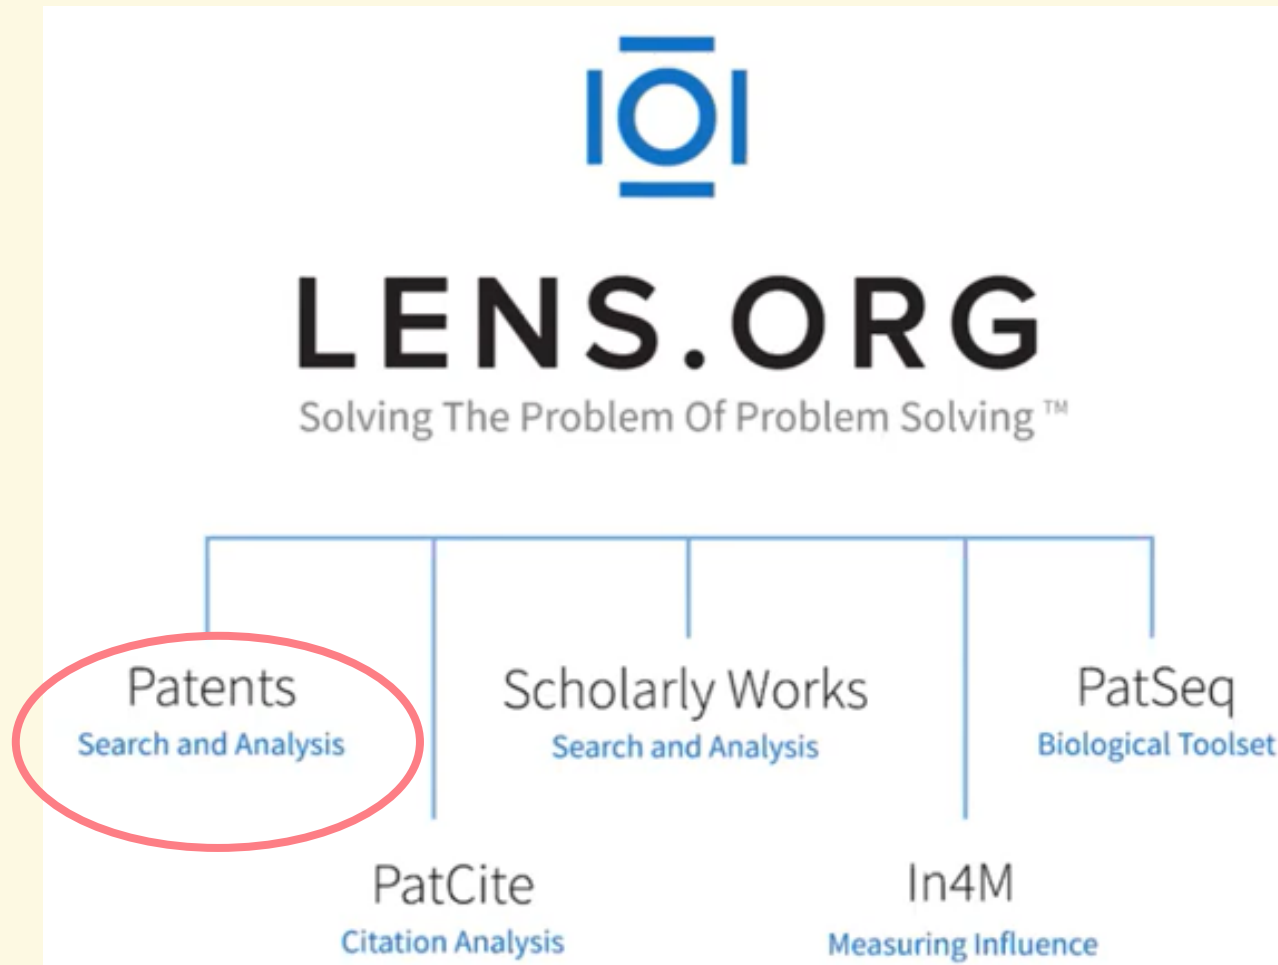 LENS.ORG
Solving The Problem Of Problem Solving ™
Patents
Search and Analysis
Scholarly Works
Search and Analysis
PatSeq
Biological Toolset
PatCite
Citation Analysis
In4M
Measuring Influence